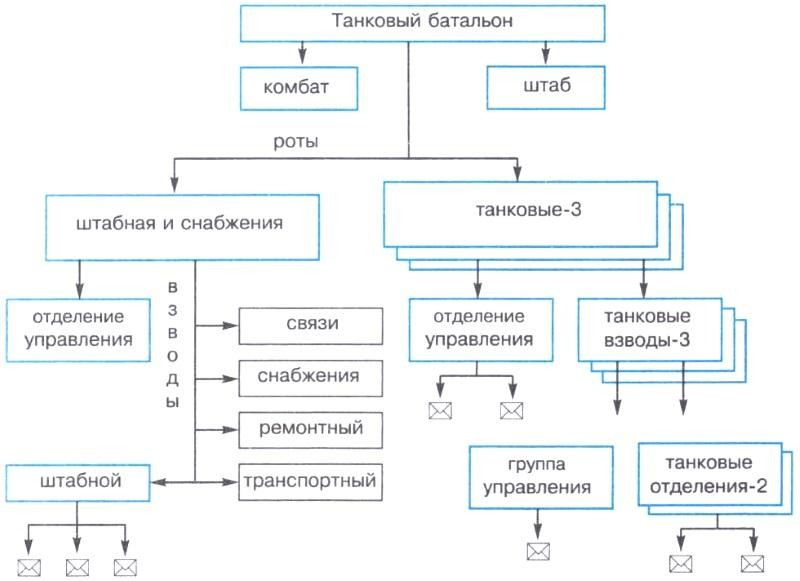 Танковый батальон
комбат
штаб
роты
штабная и снабжения
танковые-3
взводы
отделение
управления
связи
снабжения
ремонтный
транспортный
штабной
отделение
управления
танковые
взводы-3
группа
управления
танковые
отделения-2